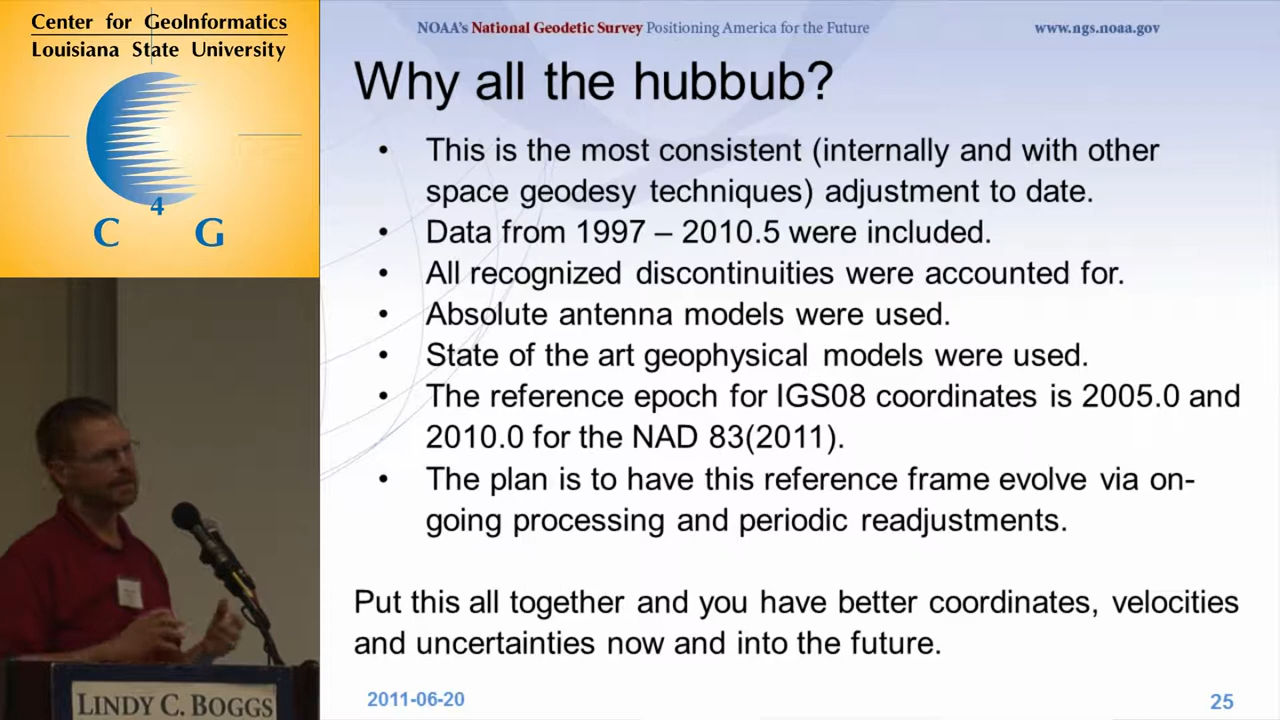 Center for GeoInformatics
Louisiana State University
C 4 G
NOAA's National Geodetic Survey Positioning America for the Future
www.ngs.noaa.gov
Why all the hubbub?
• This is the most consistent (internally and with other
space geodesy techniques) adjustment to date.
• Data from 1997 – 2010.5 were included.
• All recognized discontinuities were accounted for.
• Absolute antenna models were used.
• State of the art geophysical models were used.
• The reference epoch for IGS08 coordinates is 2005.0 and
2010.0 for the NAD 83(2011).
• The plan is to have this reference frame evolve via on-
going processing and periodic readjustments.
Put this all together and you have better coordinates, velocities
and uncertainties now and into the future.
2011-06-20
25
LINDY C. BOGGS